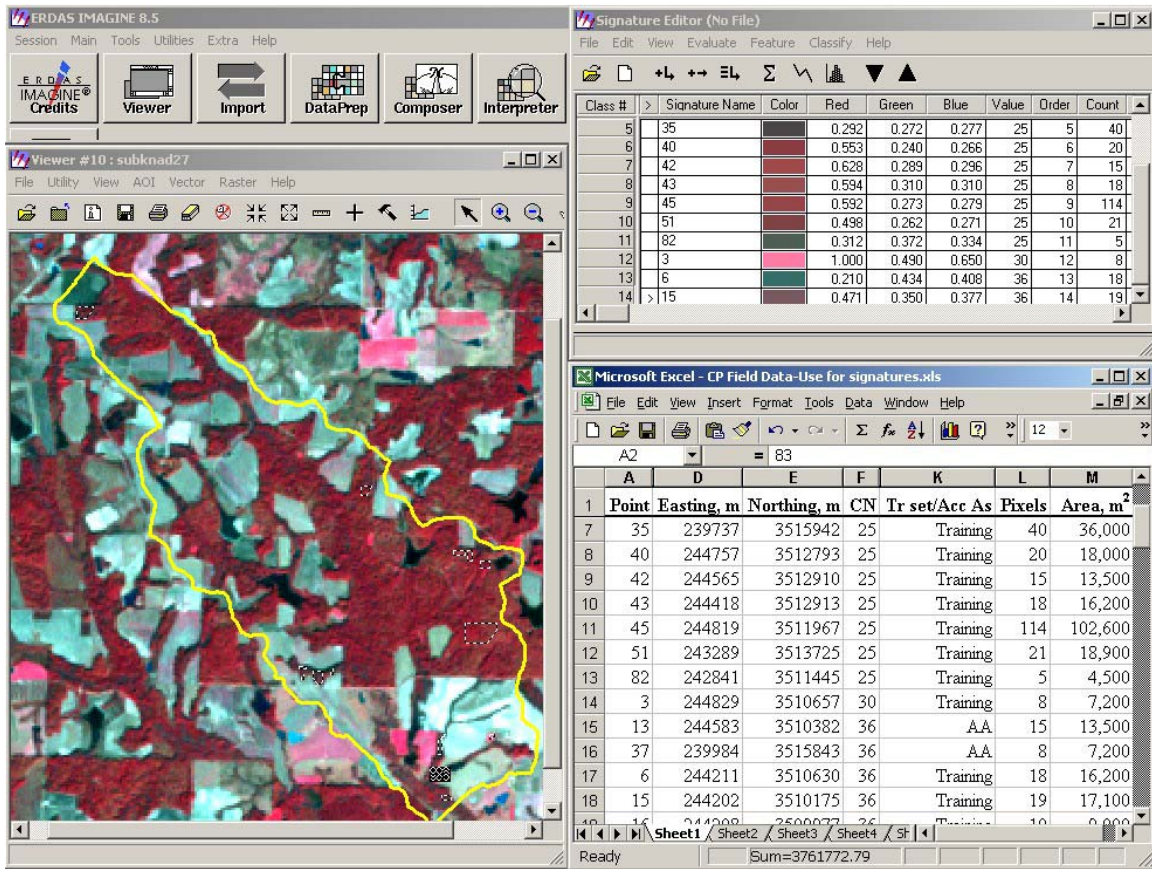 ERDAS IMAGINE 8.5
Session Main Tools Utilities Extra Help
ERDAS
IMAGINE®
Credits Viewer Import DataPrep Composer Interpreter
Viewer #10 : subknad27
File Utility View AOI Vector Raster Help
Signature Editor (No File)
File Edit View Evaluate Feature Classify Help
Σ
Class # > Signature Name Color Red Green Blue Value Order Count
5 35 0.292 0.272 0.277 25 5 40
6 40 0.553 0.240 0.266 25 6 20
7 42 0.628 0.289 0.296 25 7 15
8 43 0.594 0.310 0.310 25 8 18
9 45 0.592 0.273 0.279 25 9 114
10 51 0.498 0.262 0.271 25 10 21
11 82 0.312 0.372 0.334 25 11 5
12 3 1.000 0.490 0.650 30 12 8
13 6 0.210 0.434 0.408 36 13 18
14 > 15 0.471 0.350 0.377 36 14 19
Microsoft Excel - CP Field Data-Use for signatures.xls
File Edit View Insert Format Tools Data Window Help
Σ fx 12
A2 = 83
A D E F K L M
1 Point Easting, m Northing, m CN Tr set/Acc As Pixels Area, m²
7 35 239737 3515942 25 Training 40 36,000
8 40 244757 3512793 25 Training 20 18,000
9 42 244565 3512910 25 Training 15 13,500
10 43 244418 3512913 25 Training 18 16,200
11 45 244819 3511967 25 Training 114 102,600
12 51 243289 3513725 25 Training 21 18,900
13 82 242841 3511445 25 Training 5 4,500
14 3 244829 3510657 30 Training 8 7,200
15 13 244583 3510382 36 AA 15 13,500
16 37 239984 3515843 36 AA 8 7,200
17 6 244211 3510630 36 Training 18 16,200
18 15 244202 3510175 36 Training 19 17,100
Sheet1 Sheet2 Sheet3 Sheet4
Ready Sum=3761772.79